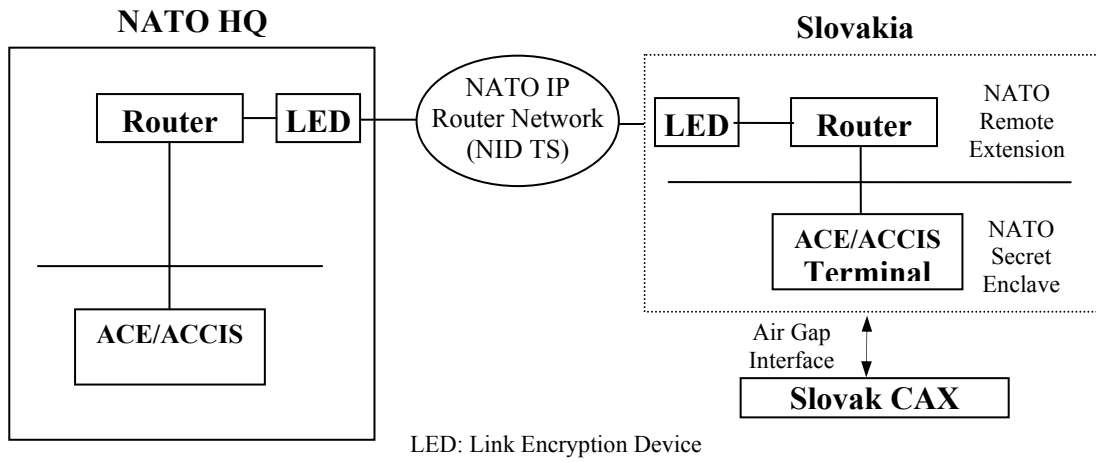 NATO HQ
Router
LED
ACE/ACCIS
NATO IP
Router Network
(NID TS)
Slovakia
LED
Router
NATO
Remote
Extension
ACE/ACCIS
Terminal
NATO
Secret
Enclave
Air Gap
Interface
Slovak CAX
LED: Link Encryption Device